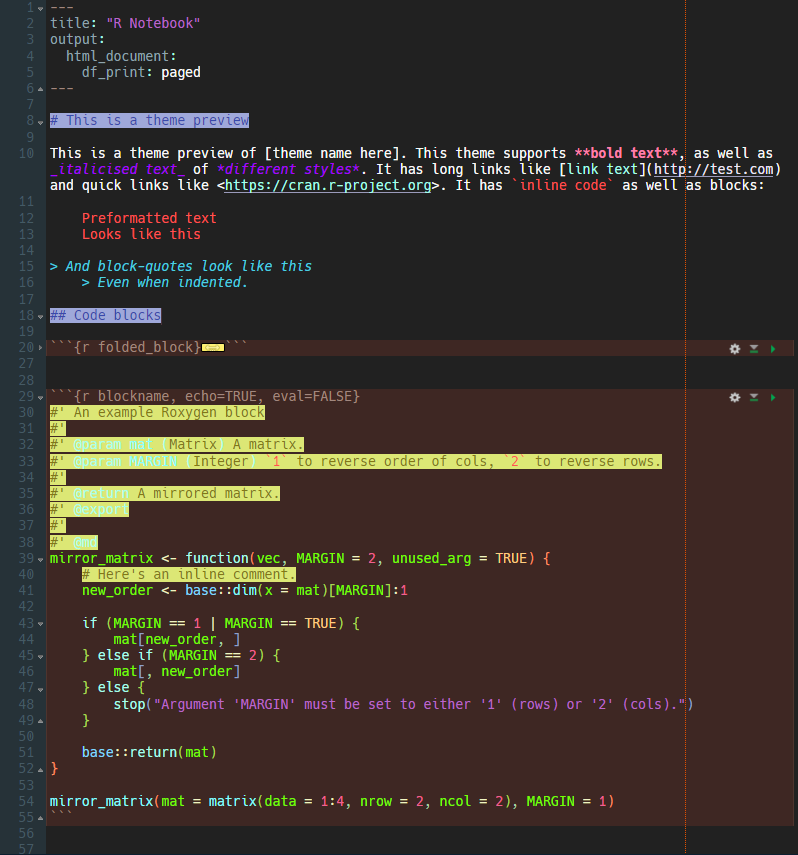 1 ---
2 title: "R Notebook"
3 output:
4   html_document:
5     df_print: paged
6 ---
7
8 # This is a theme preview
9
10 This is a theme preview of [theme name here]. This theme supports **bold text**, as well as
_italicised text_ of *different styles*. It has long links like [link text](http://test.com)
and quick links like <https://cran.r-project.org>. It has `inline code` as well as blocks:
11
12     Preformatted text
13     Looks like this
14
15 > And block-quotes look like this
16     > Even when indented.
17
18 ## Code blocks
19
20 ```{r folded_block}```
27
28
29 ```{r blockname, echo=TRUE, eval=FALSE}
30 #' An example Roxygen block
31 #'
32 #' @param mat (Matrix) A matrix.
33 #' @param MARGIN (Integer) `1` to reverse order of cols, `2` to reverse rows.
34 #'
35 #' @return A mirrored matrix.
36 #' @export
37 #'
38 #' @md
39 mirror_matrix <- function(vec, MARGIN = 2, unused_arg = TRUE) {
40     # Here's an inline comment.
41     new_order <- base::dim(x = mat)[MARGIN]:1
42
43     if (MARGIN == 1 | MARGIN == TRUE) {
44         mat[new_order, ]
45     } else if (MARGIN == 2) {
46         mat[, new_order]
47     } else {
48         stop("Argument 'MARGIN' must be set to either '1' (rows) or '2' (cols).")
49     }
50
51     base::return(mat)
52 }
53
54 mirror_matrix(mat = matrix(data = 1:4, nrow = 2, ncol = 2), MARGIN = 1)
55 ```
56
57